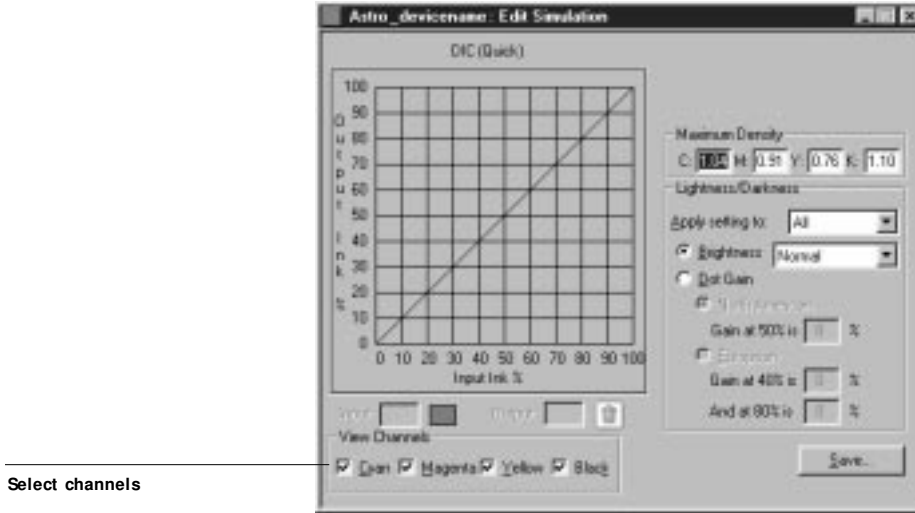 Astro_devicename: Edit Simulation
DIC (Quick)
100
90
80
70
60
50
40
30
20
10
0
Output Ink %
0 10 20 30 40 50 60 70 80 90 100
Input Ink %
Input: Output:
View Channels
Cyan Magenta Yellow Black
Maximum Density
C: 1.04 M: 0.91 Y: 0.76 K: 1.10
Lightness/Darkness
Apply setting to: All
Brightness Normal
Dot Gain
Gain at 50% is %
European
Gain at 40% is %
And at 80% is %
Save...
Select channels